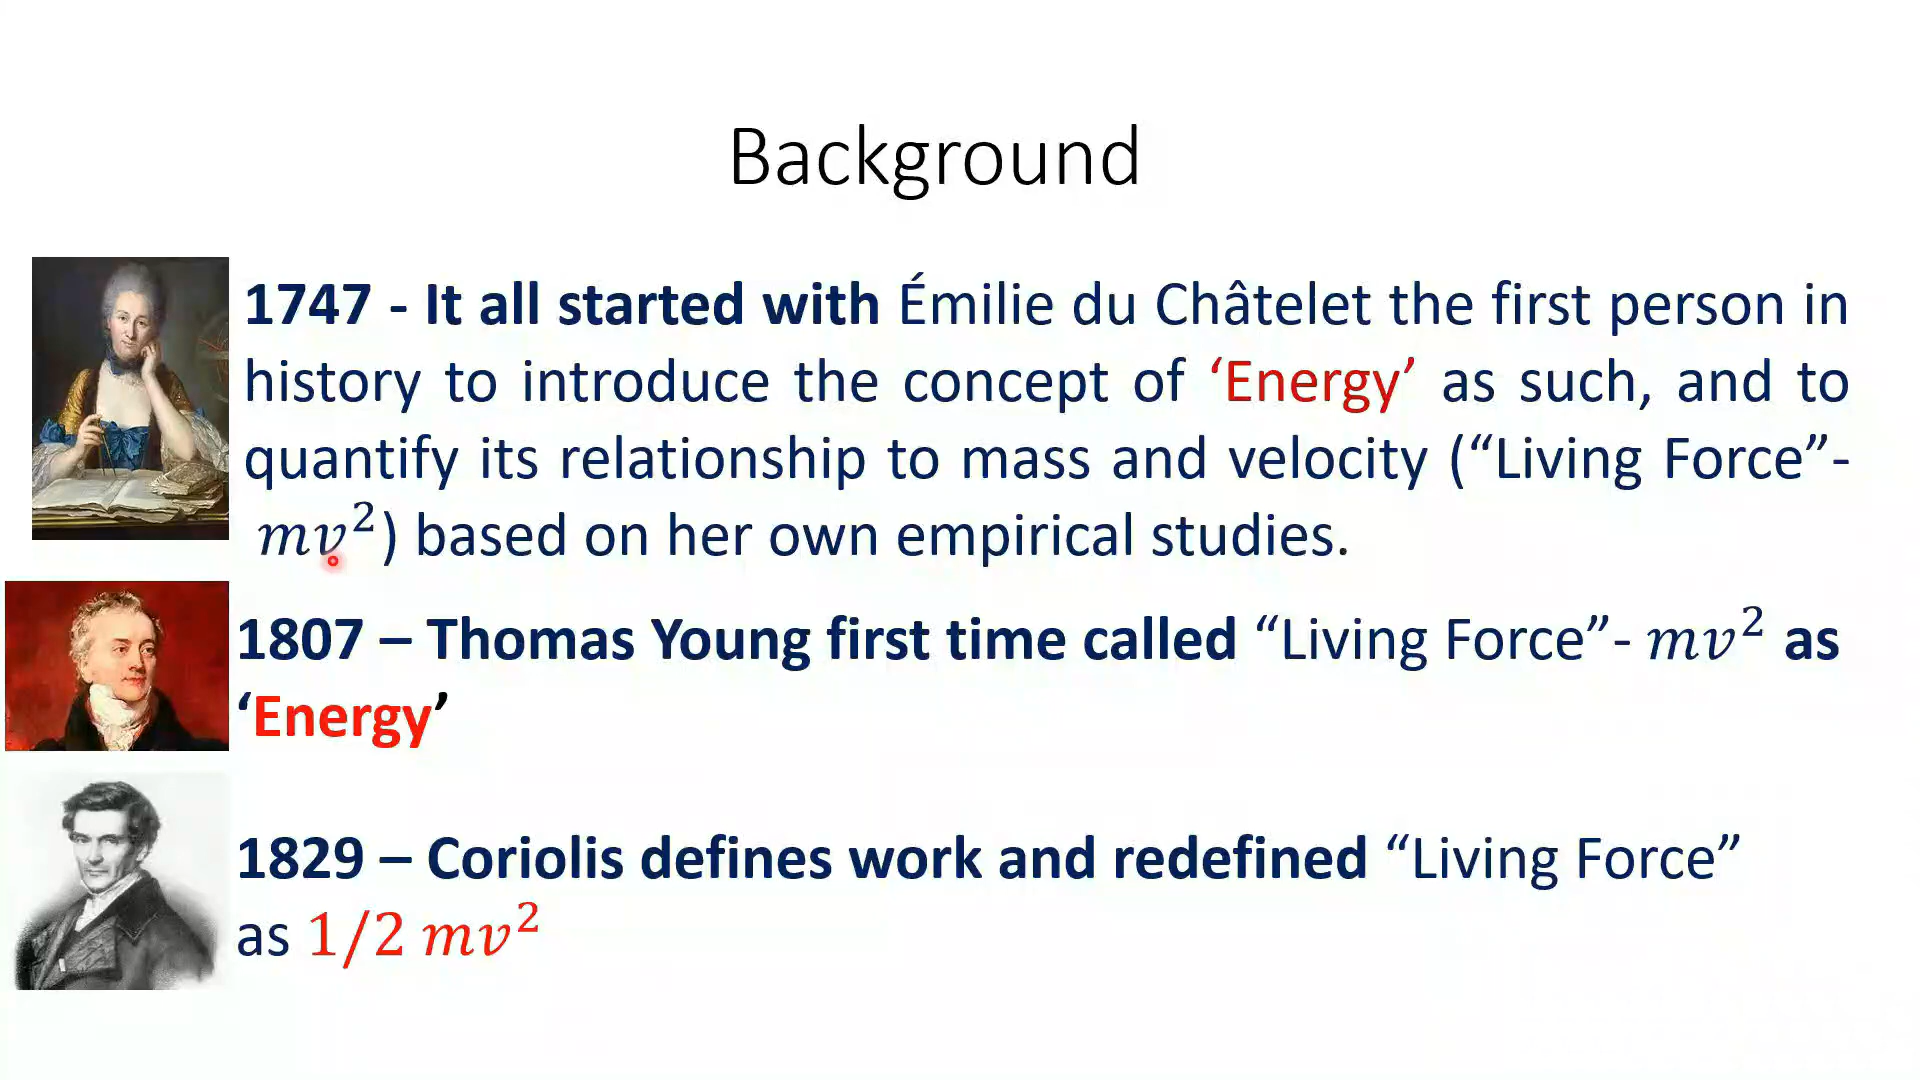 Background
1747 - It all started with Émilie du Châtelet the first person in
history to introduce the concept of ‘Energy’ as such, and to
quantify its relationship to mass and velocity (“Living Force”-
𝑚𝑣²) based on her own empirical studies.
1807 – Thomas Young first time called “Living Force”- 𝑚𝑣² as
‘Energy’
1829 – Coriolis defines work and redefined “Living Force”
as 1/2 𝑚𝑣²